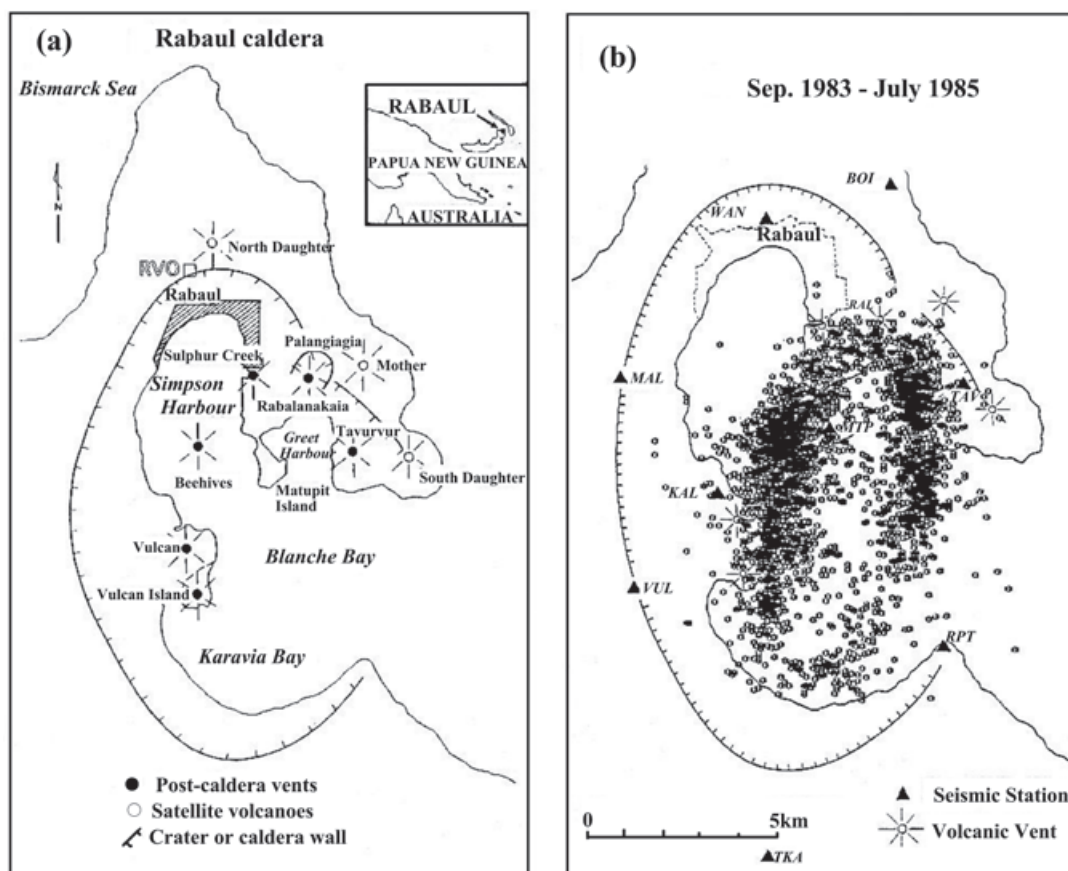 (a)
Rabaul caldera
Bismarck Sea
RABAUL
PAPUA NEW GUINEA
AUSTRALIA
N
North Daughter
RVO
Rabaul
Palangiagia
Sulphur Creek
Mother
Simpson
Harbour
Rabalanakaia
Greet
Harbour
Tavurvur
Beehives
Matupit
Island
South Daughter
Vulcan
Blanche Bay
Vulcan Island
Karavia Bay
Post-caldera vents
Satellite volcanoes
Crater or caldera wall
(b)
Sep. 1983 - July 1985
BOI
WAN
Rabaul
RAL
MAL
TAV
MTP
KAL
VUL
RPT
Seismic Station
0
5km
Volcanic Vent
TKA